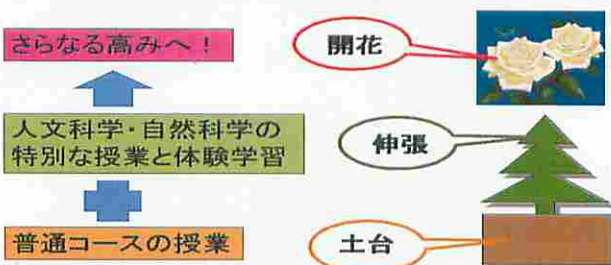 さらなる高みへ！
開花
人文科学・自然科学の
特別な授業と体験学習
伸張
普通コースの授業
土台